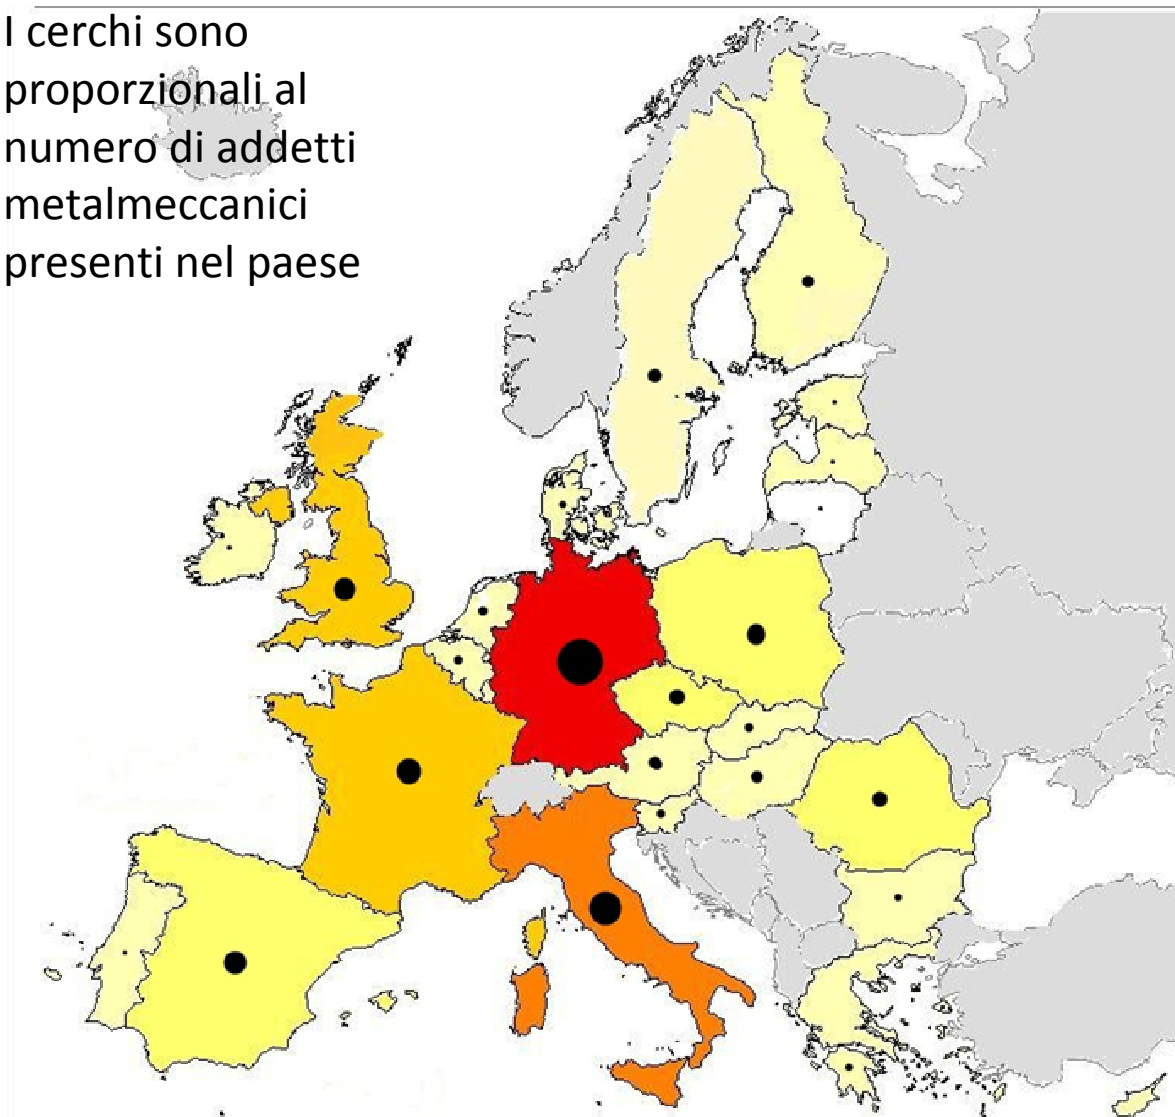 I cerchi sono
proporzionali al
numero di addetti
metalmeccanici
presenti nel paese